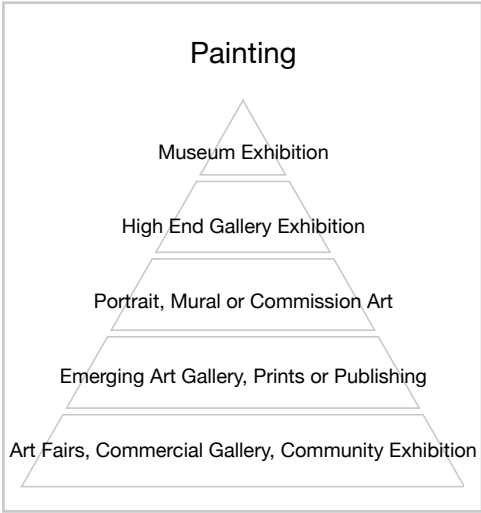 Painting
Museum Exhibition
High End Gallery Exhibition
Portrait, Mural or Commission Art
Emerging Art Gallery, Prints or Publishing
Art Fairs, Commercial Gallery, Community Exhibition